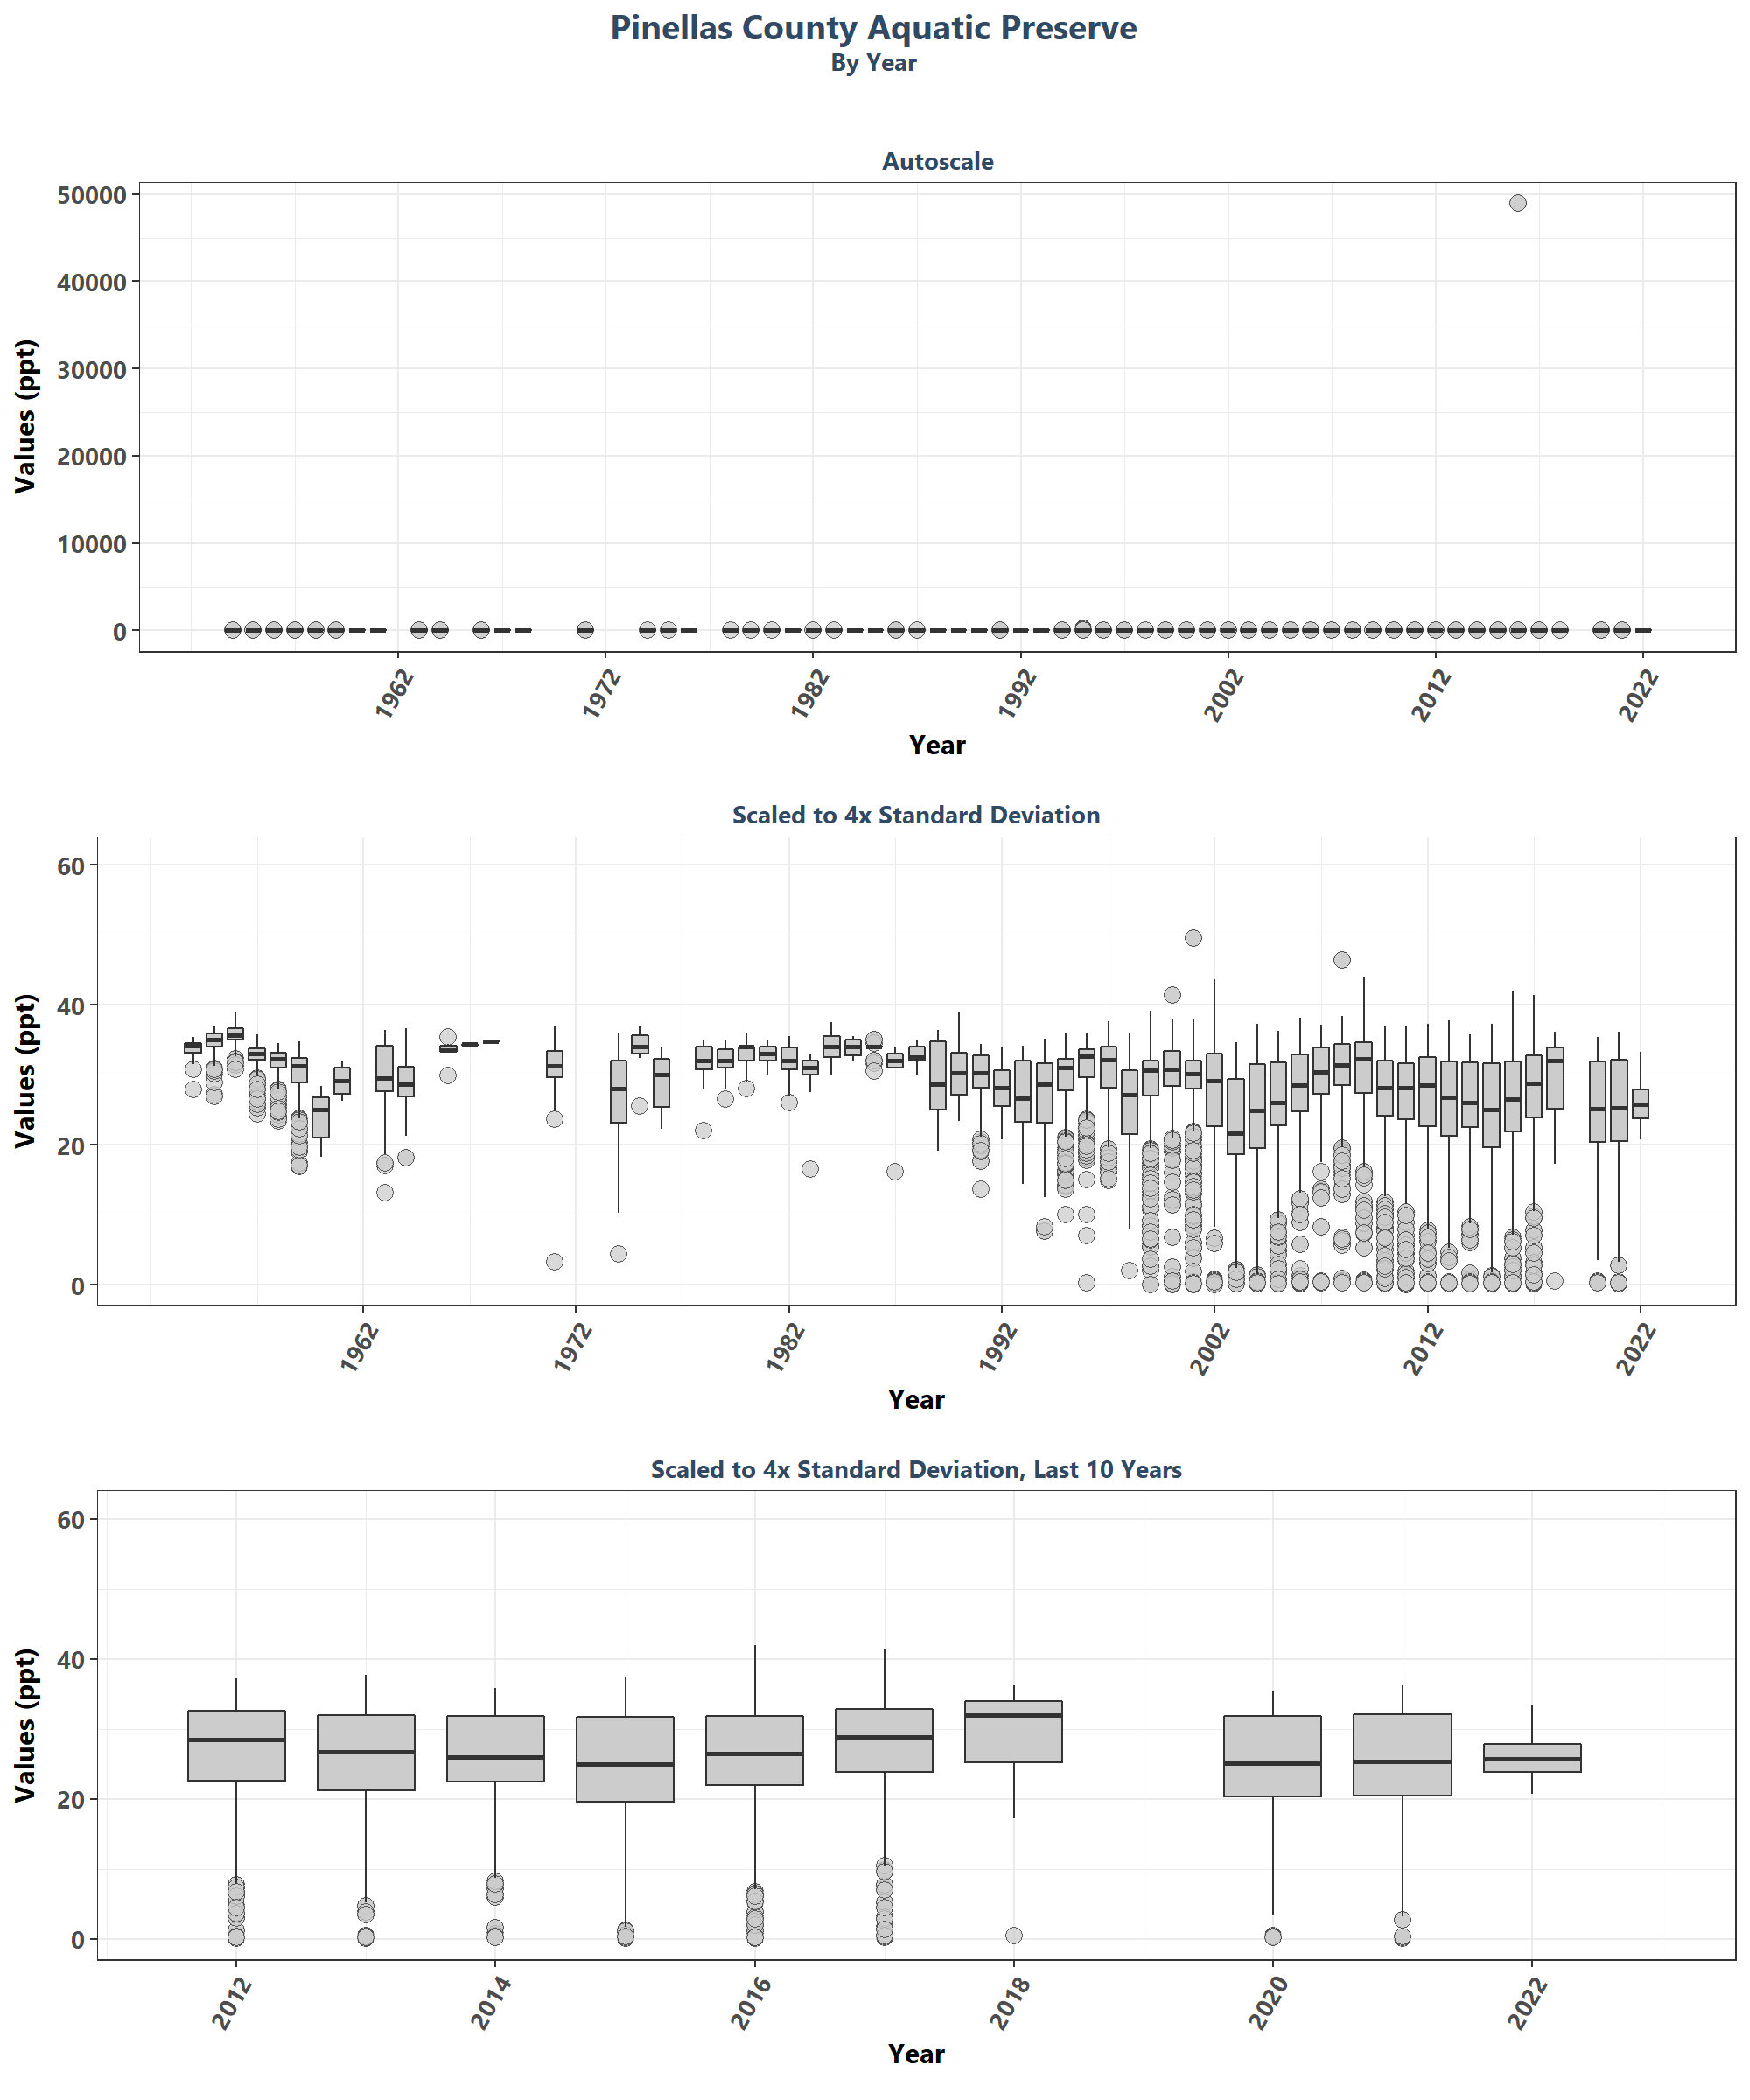 Pinellas County Aquatic Preserve
By Year
Autoscale
Values (ppt)
50000
40000
30000
20000
10000
0
1962 1972 1982 1992 2002 2012 2022
Year
Scaled to 4x Standard Deviation
Values (ppt)
60
40
20
0
1962 1972 1982 1992 2002 2012 2022
Year
Scaled to 4x Standard Deviation, Last 10 Years
Values (ppt)
60
40
20
0
2012 2014 2016 2018 2020 2022
Year